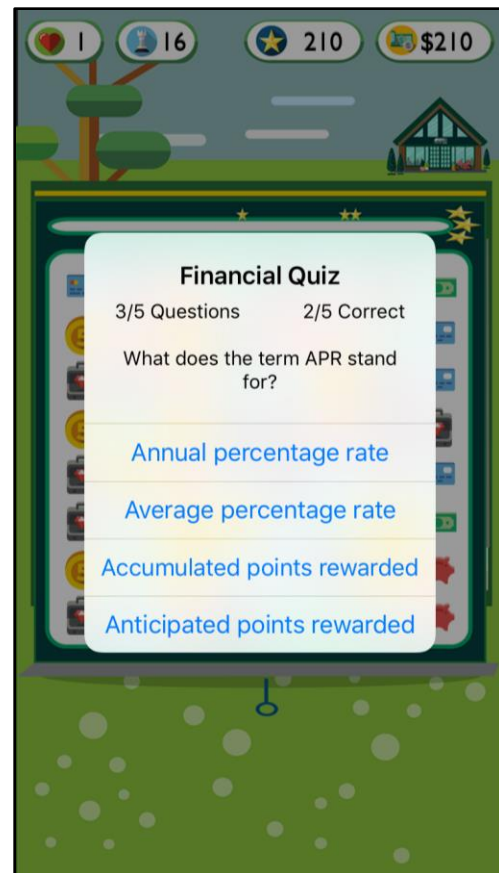 1 16 210 $210
Financial Quiz
3/5 Questions 2/5 Correct
What does the term APR stand
for?
Annual percentage rate
Average percentage rate
Accumulated points rewarded
Anticipated points rewarded